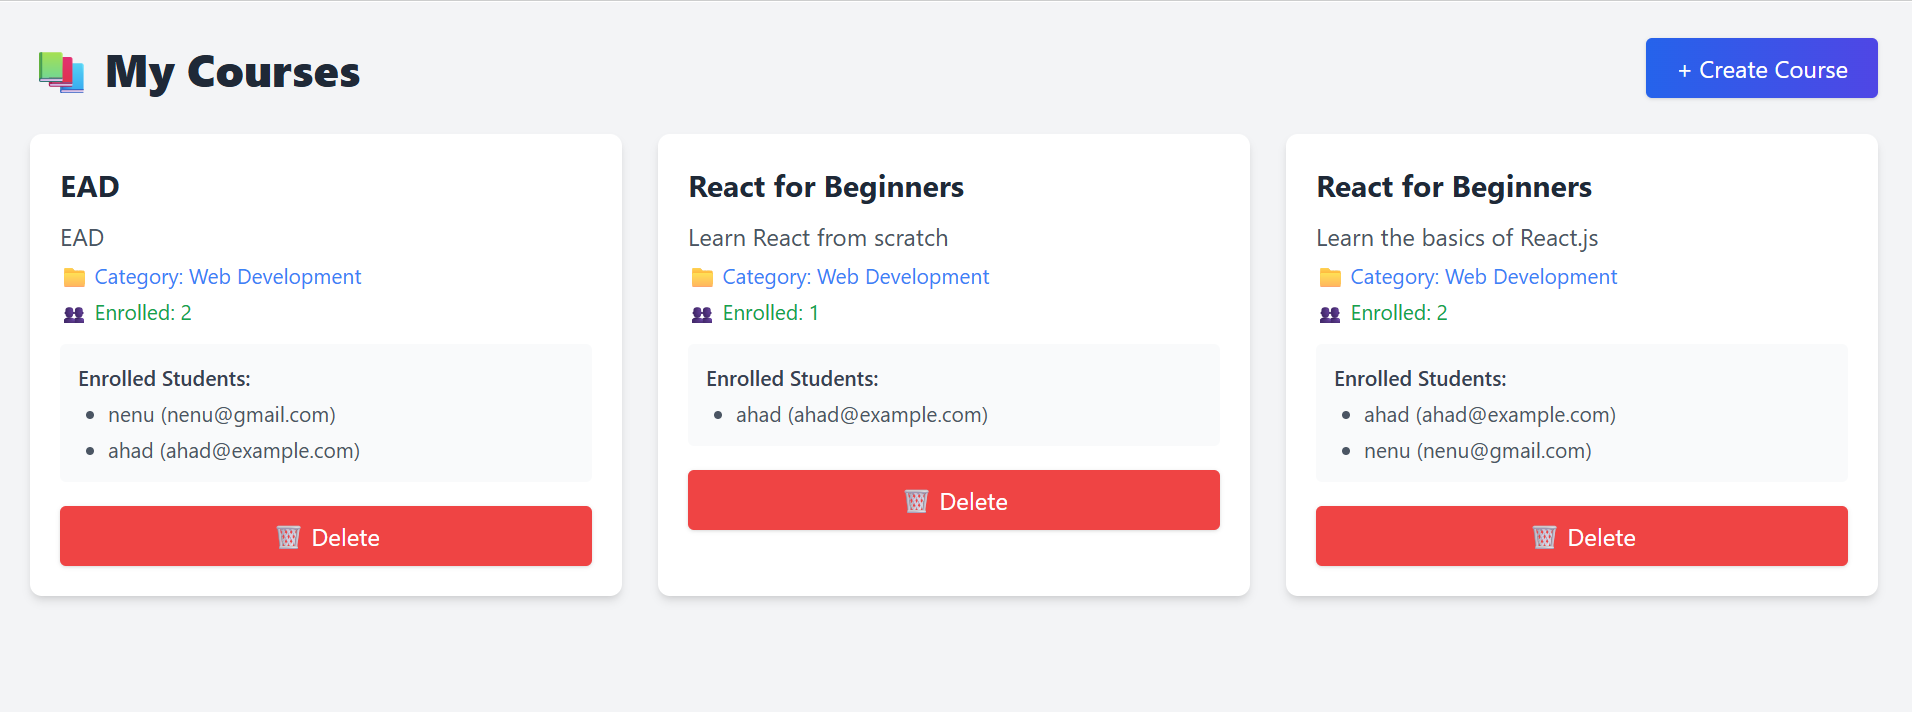 📚 My Courses
+ Create Course
EAD
EAD
📁 Category: Web Development
👥 Enrolled: 2
Enrolled Students:
• nenu (nenu@gmail.com)
• ahad (ahad@example.com)
🗑️ Delete
React for Beginners
Learn React from scratch
📁 Category: Web Development
👥 Enrolled: 1
Enrolled Students:
• ahad (ahad@example.com)
🗑️ Delete
React for Beginners
Learn the basics of React.js
📁 Category: Web Development
👥 Enrolled: 2
Enrolled Students:
• ahad (ahad@example.com)
• nenu (nenu@gmail.com)
🗑️ Delete